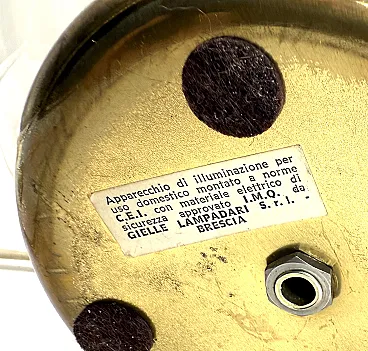 Apparecchio di illuminazione per
uso domestico montato a norme
C.E.I. con materiale elettrico di
sicurezza approvato I.M.Q. da
GIELLE LAMPADARI S.r.l. -
BRESCIA